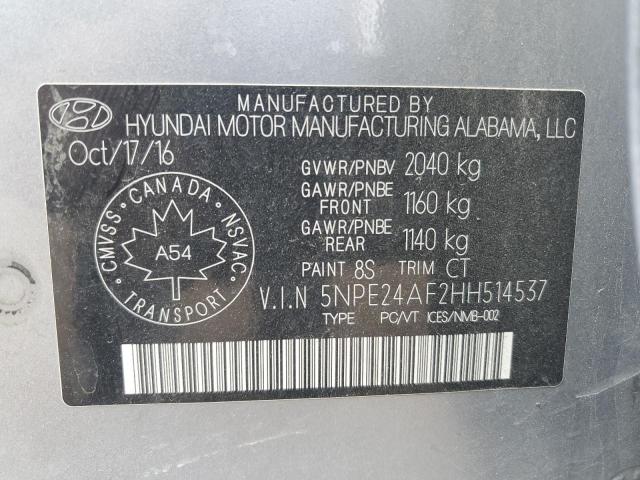 MANUFACTURED BY
HYUNDAI MOTOR MANUFACTURING ALABAMA, LLC
Oct/17/16
GVWR/PNBV 2040 kg
GAWR/PNBE
FRONT 1160 kg
GAWR/PNBE
REAR 1140 kg
PAINT 8S TRIM CT
CANADA
CMVSS
NSVAC
A54
TRANSPORT
V.I.N 5NPE24AF2HH514537
TYPE PC/VT ICES/NMB-002